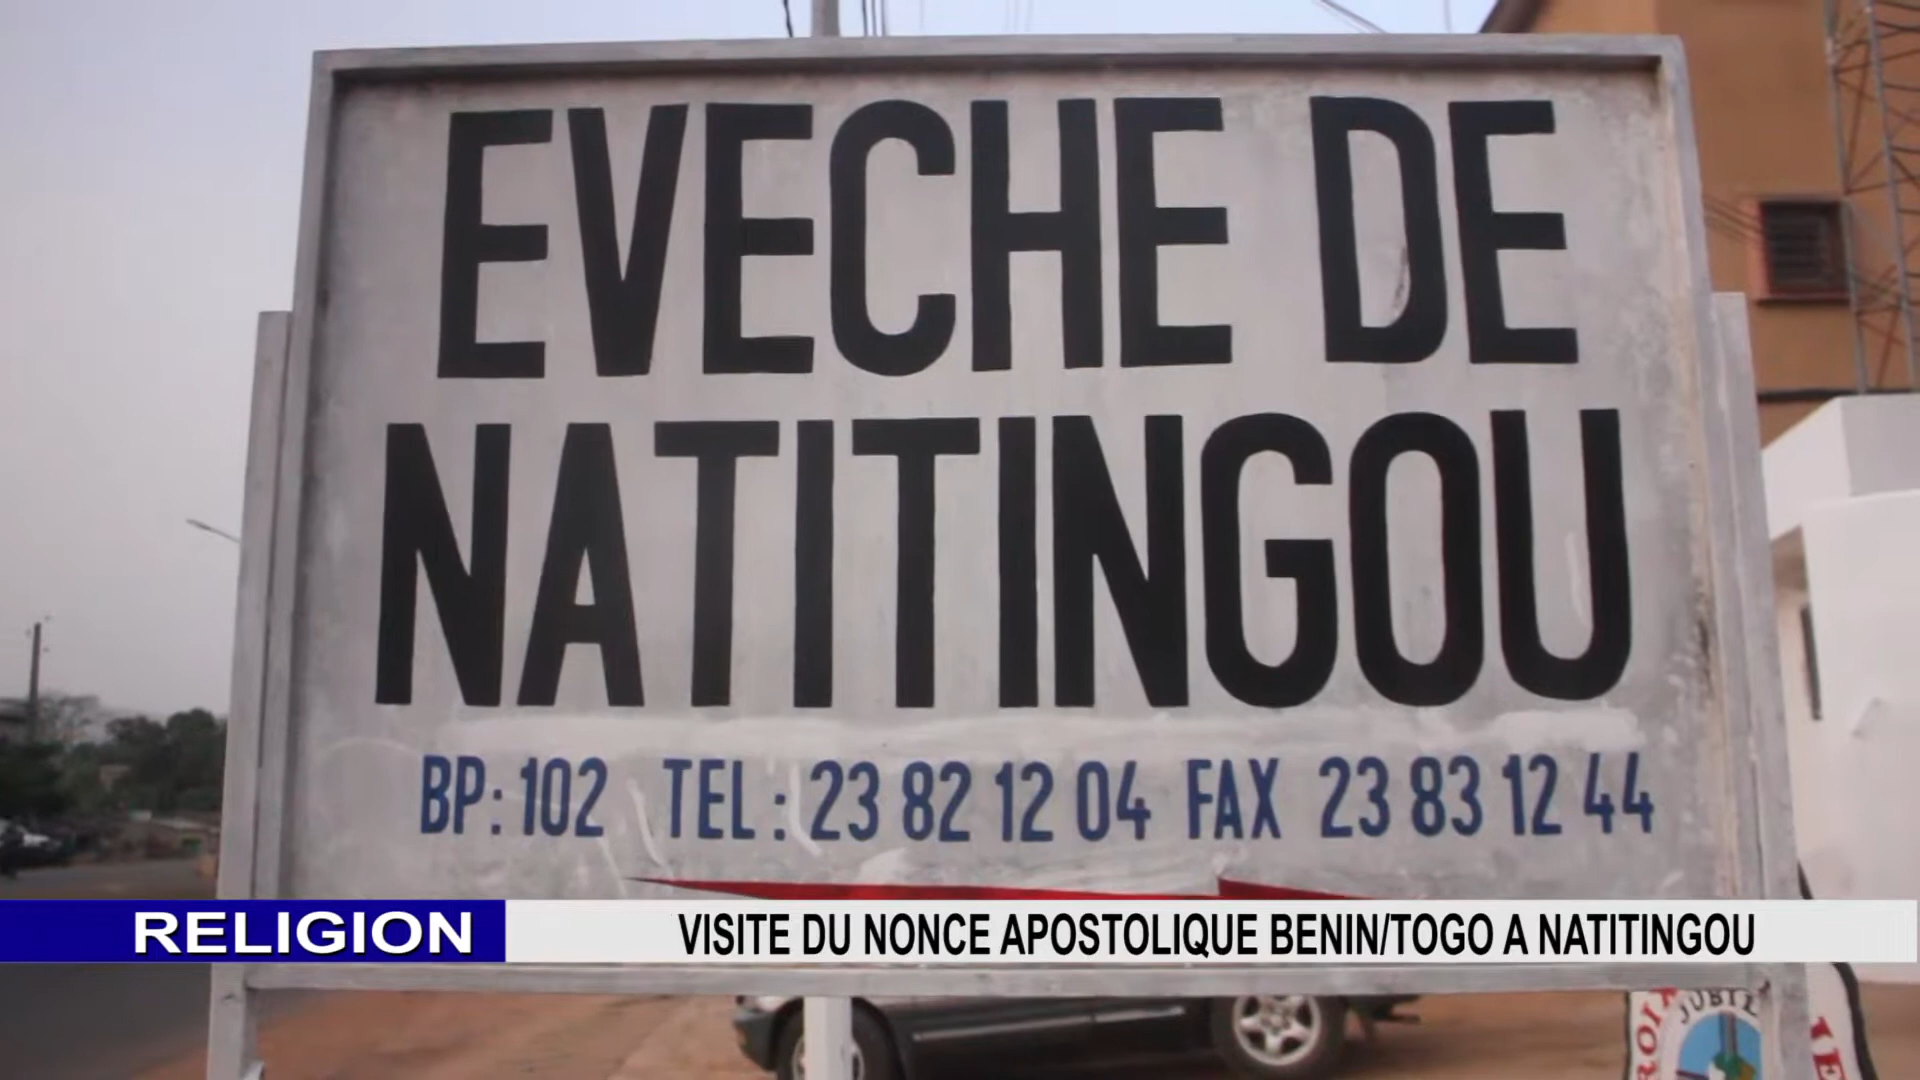 EVECHE DE
NATITINGOU
BP: 102 TEL: 23 82 12 04 FAX 23 83 12 44
RELIGION
VISITE DU NONCE APOSTOLIQUE BENIN/TOGO A NATITINGOU